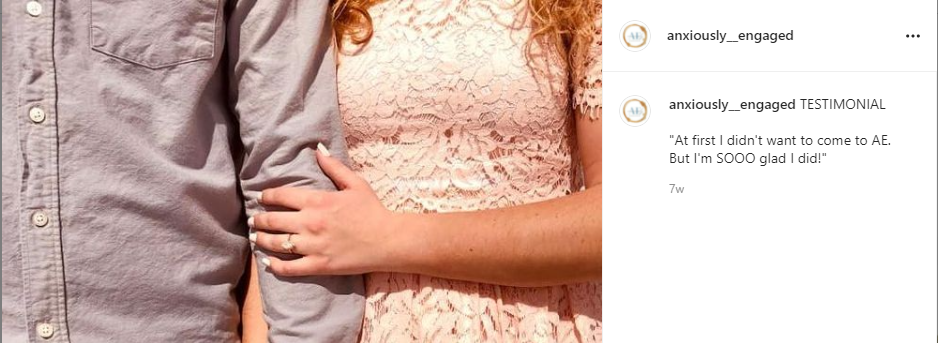 anxiously__engaged
anxiously__engaged TESTIMONIAL
"At first I didn't want to come to AE.
But I'm SOOO glad I did!"
7w